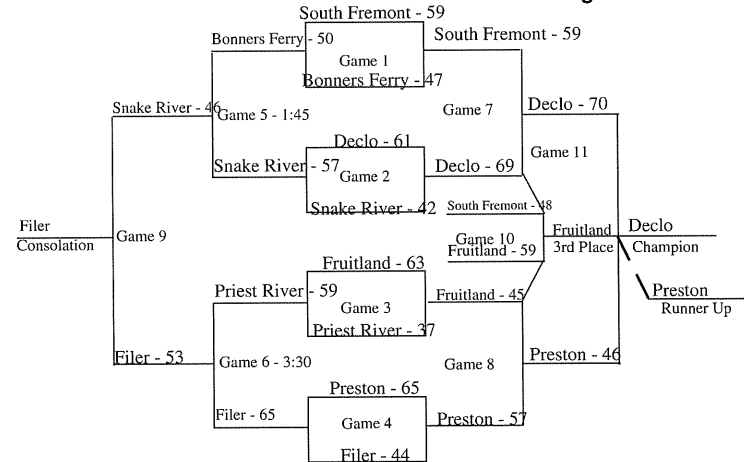 South Fremont - 59
Bonners Ferry - 50
South Fremont - 59
Game 1
Bonners Ferry - 47
Snake River - 46
Game 5 - 1:45
Game 7
Declo - 70
Declo - 61
Game 11
Snake River - 57
Game 2
Declo - 69
Snake River - 42
South Fremont - 48
Filer
Consolation
Game 9
Game 10
Fruitland - 59
Fruitland
3rd Place
Declo
Champion
Fruitland - 63
Priest River - 59
Game 3
Fruitland - 45
Priest River - 37
Preston
Runner Up
Filer - 53
Game 6 - 3:30
Game 8
Preston - 46
Preston - 65
Filer - 65
Game 4
Preston - 57
Filer - 44